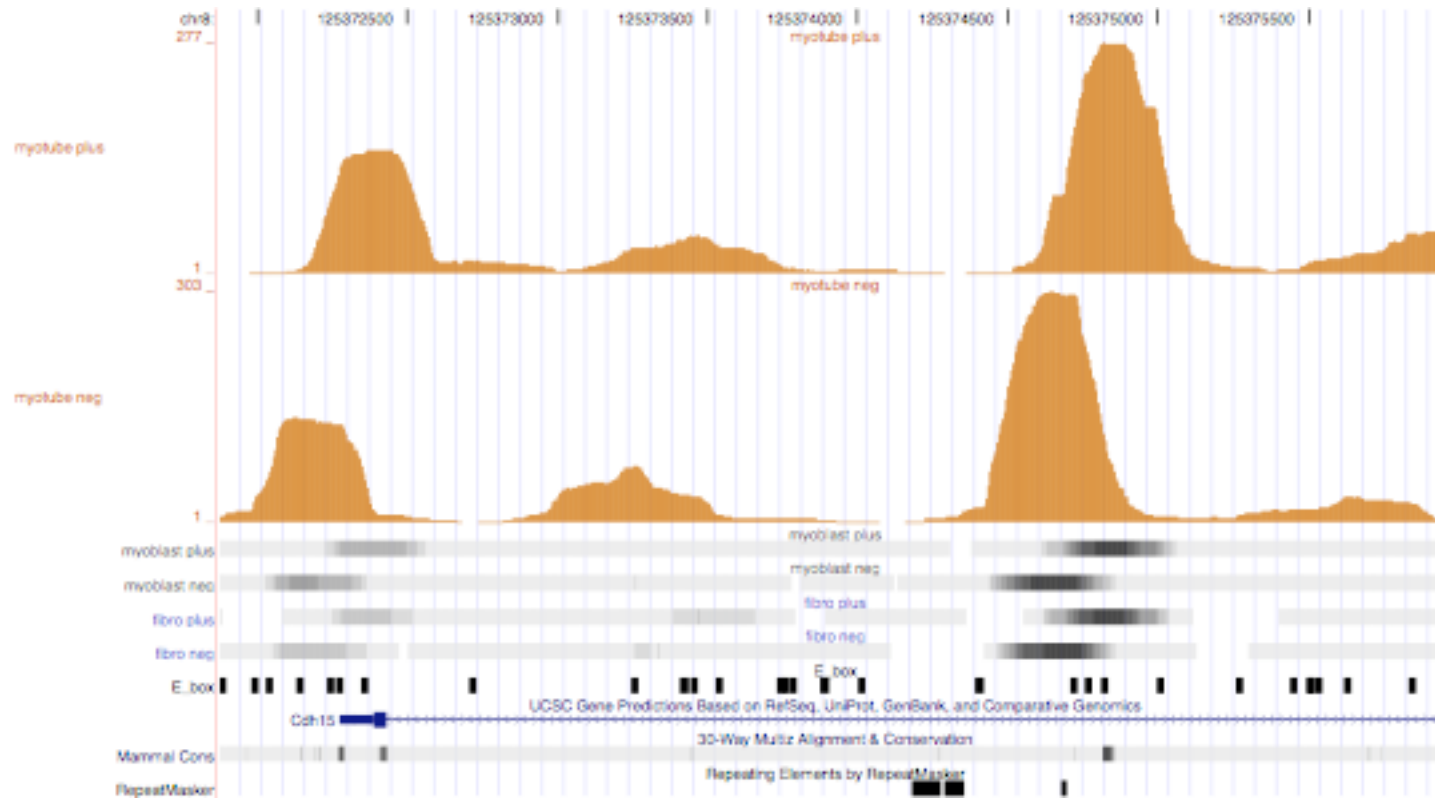 chr8: 125372500 125373000 125373500 125374000 125374500 125375000 125375500
277 myotube plus
myotube plus
1
303 myotube neg
myotube neg
1
myoblast plus
myoblast plus
myoblast neg
myoblast neg
fibro plus
fibro plus
fibro neg
fibro neg
E_box
E_box
UCSC Gene Predictions Based on RefSeq, UniProt, GenBank, and Comparative Genomics
Cdh15
30-Way Multiz Alignment & Conservation
Mammal Cons
Repeating Elements by RepeatMasker
RepeatMasker